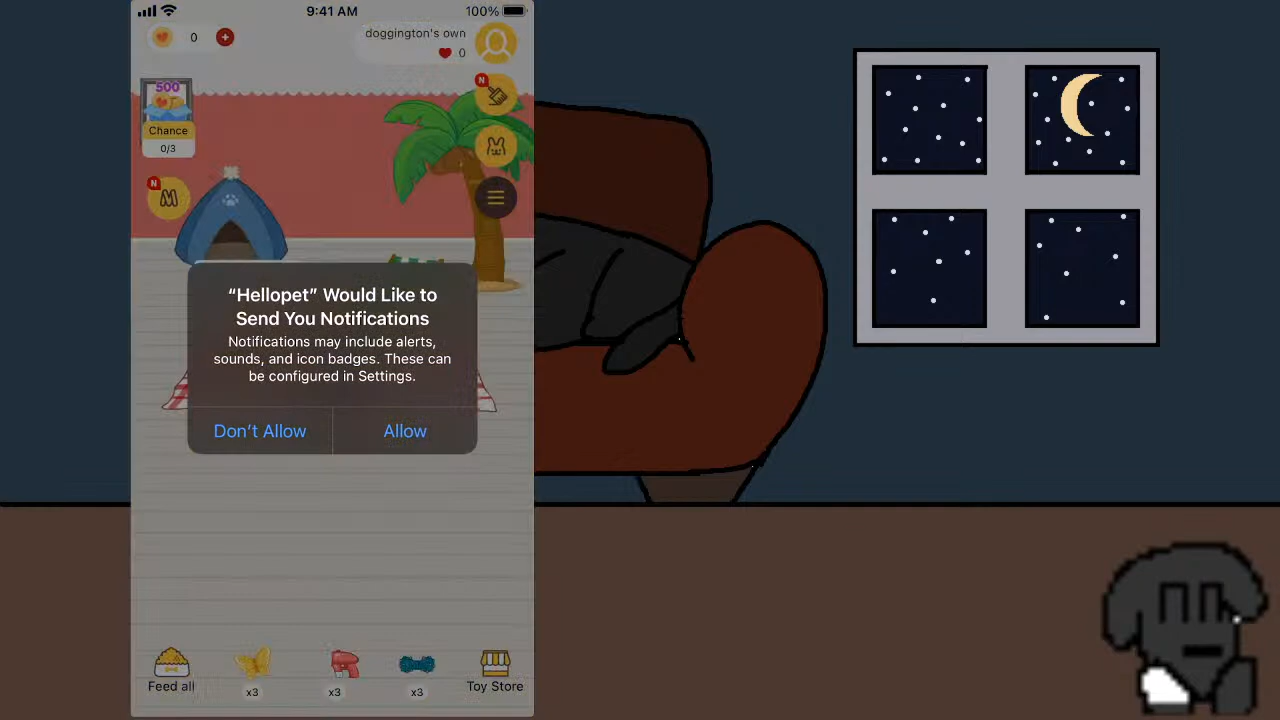 9:41 AM
100%
0
doggington's own
0
N
500
Chance
0/3
N
M
“Hellopet” Would Like to
Send You Notifications
Notifications may include alerts,
sounds, and icon badges. These can
be configured in Settings.
Don’t Allow
Allow
Feed all
x3
x3
x3
Toy Store